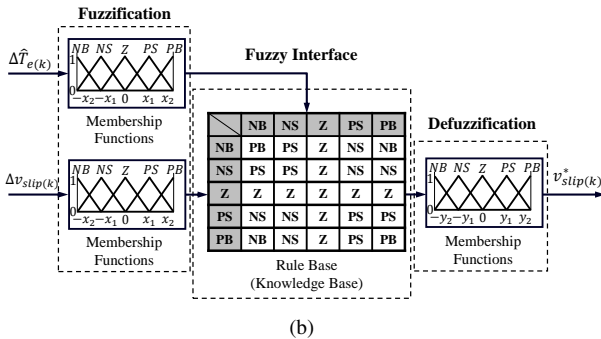 Fuzzification
NB NS Z PS PB
1
0
−x₂ −x₁ 0 x₁ x₂
ΔT̂ₑ₍ₖ₎
Membership
Functions
NB NS Z PS PB
1
0
−x₂ −x₁ 0 x₁ x₂
Δvₛₗᵢₚ₍ₖ₎
Membership
Functions
Fuzzy Interface
NB NS Z PS PB
NB PB PS Z NS NB
NS PS PS Z NS NS
Z Z Z Z Z Z
PS NS NS Z PS PS
PB NB NS Z PS PB
Rule Base
(Knowledge Base)
Defuzzification
NB NS Z PS PB
1
0
−y₂ −y₁ 0 y₁ y₂
v*ₛₗᵢₚ₍ₖ₎
Membership
Functions
(b)